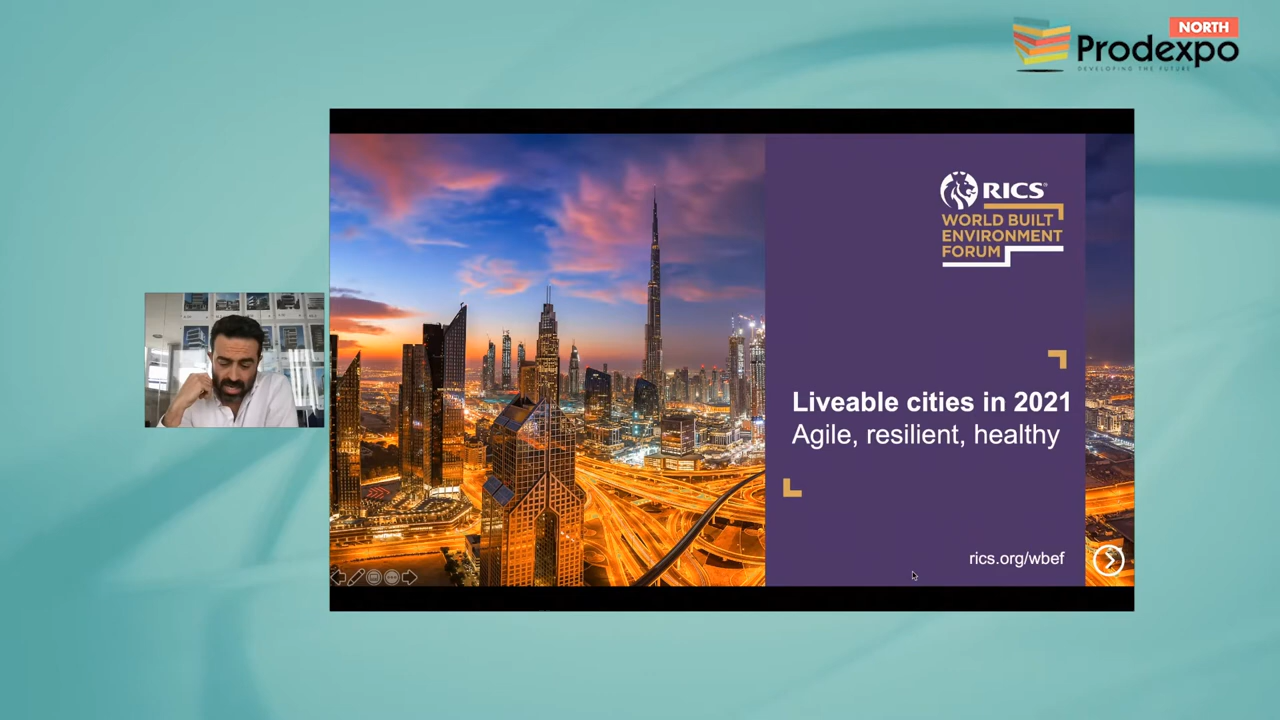 NORTH
Prodexpo
DEVELOPING THE FUTURE
RICS
WORLD BUILT
ENVIRONMENT
FORUM
Liveable cities in 2021
Agile, resilient, healthy
rics.org/wbef